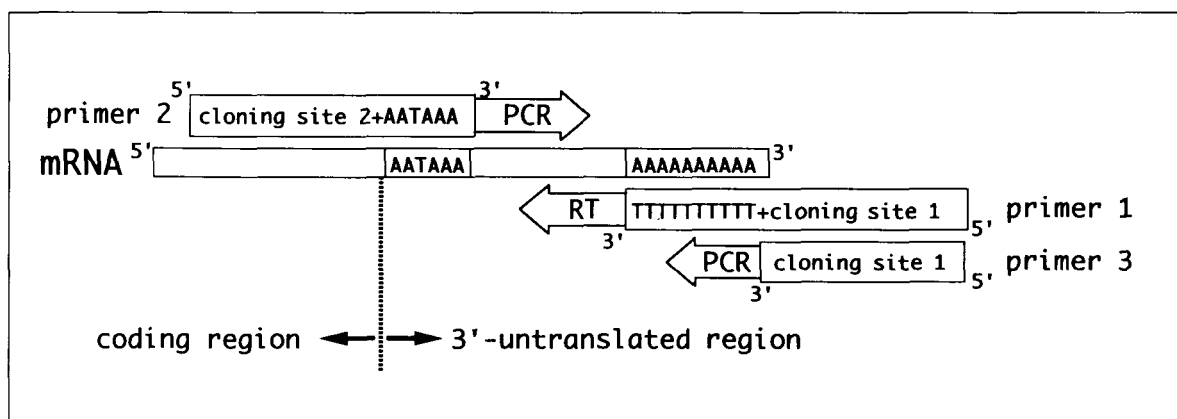 5' 3'
primer 2 cloning site 2+AATAAA PCR
mRNA 5' AATAAA AAAAAAAAAA 3'
RT TTTTTTTTTT+cloning site 1 primer 1
3' 5'
PCR cloning site 1 primer 3
3' 5'
coding region 3'-untranslated region